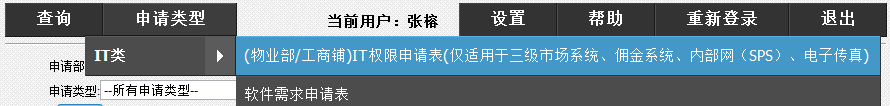 查询 申请类型 当前用户：张榕 设置 帮助 重新登录 退出
IT类 (物业部/工商铺)IT权限申请表(仅适用于三级市场系统、佣金系统、内部网（SPS）、电子传真)
申请部
申请类型: --所有申请类型--
软件需求申请表